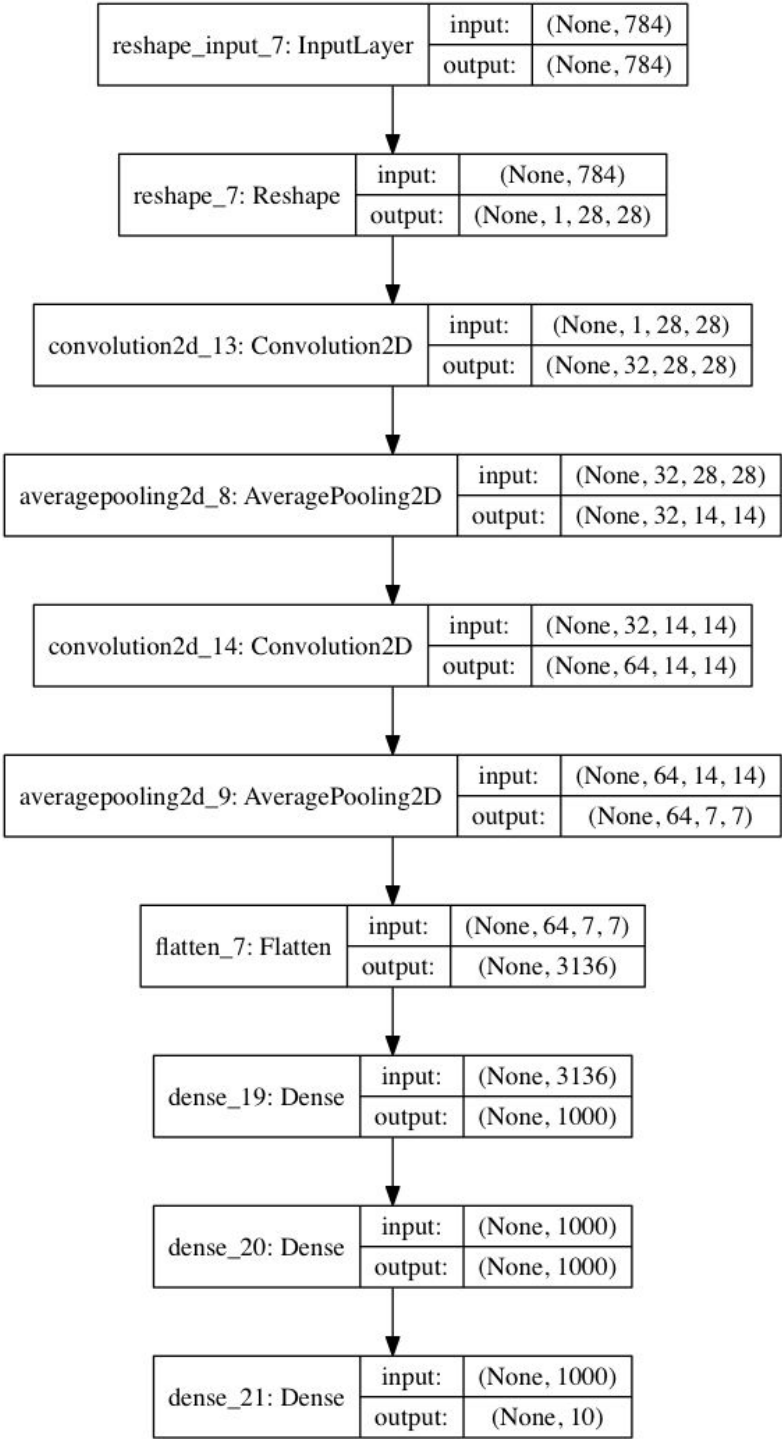 reshape_input_7: InputLayer
input: (None, 784)
output: (None, 784)
reshape_7: Reshape
input: (None, 784)
output: (None, 1, 28, 28)
convolution2d_13: Convolution2D
input: (None, 1, 28, 28)
output: (None, 32, 28, 28)
averagepooling2d_8: AveragePooling2D
input: (None, 32, 28, 28)
output: (None, 32, 14, 14)
convolution2d_14: Convolution2D
input: (None, 32, 14, 14)
output: (None, 64, 14, 14)
averagepooling2d_9: AveragePooling2D
input: (None, 64, 14, 14)
output: (None, 64, 7, 7)
flatten_7: Flatten
input: (None, 64, 7, 7)
output: (None, 3136)
dense_19: Dense
input: (None, 3136)
output: (None, 1000)
dense_20: Dense
input: (None, 1000)
output: (None, 1000)
dense_21: Dense
input: (None, 1000)
output: (None, 10)